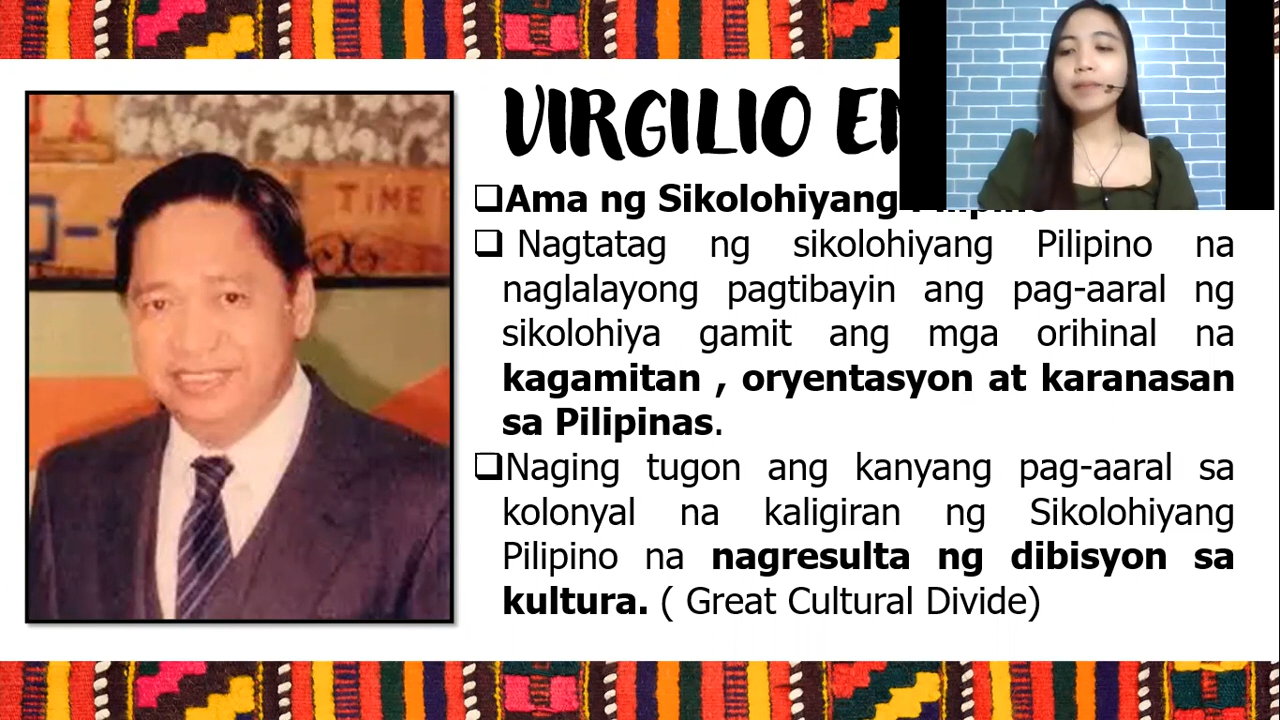 VIRGILIO
TiME
❑Ama ng Sikolohiyang
❑ Nagtatag ng sikolohiyang Pilipino na
naglalayong pagtibayin ang pag-aaral ng
sikolohiya gamit ang mga orihinal na
kagamitan , oryentasyon at karanasan
sa Pilipinas.
❑Naging tugon ang kanyang pag-aaral sa
kolonyal na kaligiran ng Sikolohiyang
Pilipino na nagresulta ng dibisyon sa
kultura. ( Great Cultural Divide)